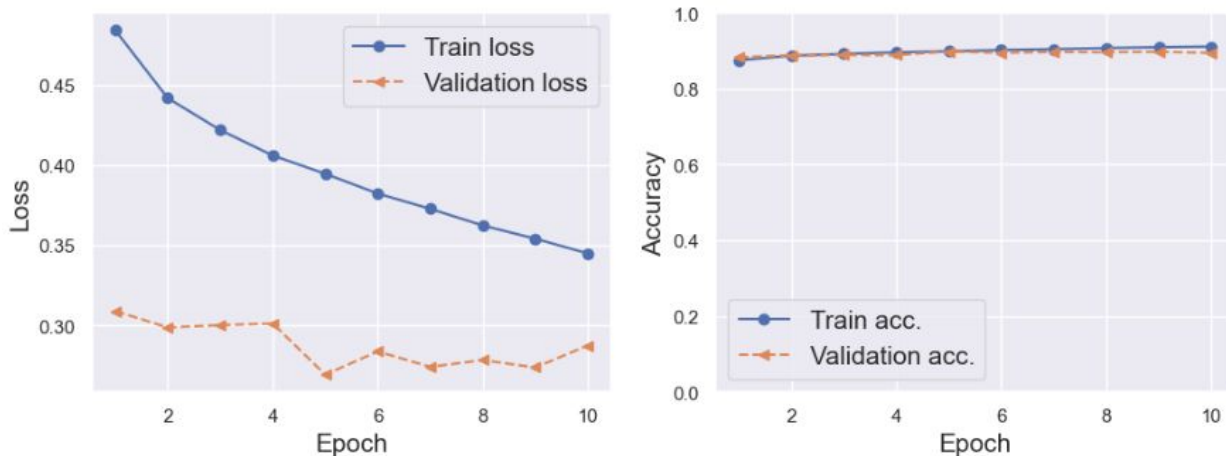 Train loss
Validation loss
0.45
0.40
0.35
0.30
Loss
2 4 6 8 10
Epoch
1.0
0.8
0.6
0.4
0.2
0.0
Accuracy
Train acc.
Validation acc.
2 4 6 8 10
Epoch